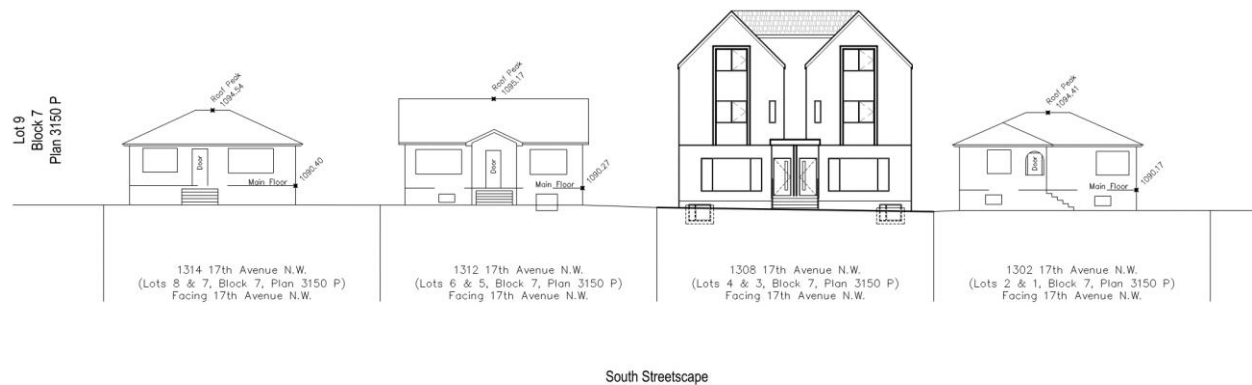 Lot 9
Block 7
Plan 3150 P
Roof Peak
1094.54
Door
Main Floor
1090.40
Roof Peak
1095.17
Door
Main Floor
1090.27
Roof Peak
1094.41
Door
Main Floor
1090.17
1314 17th Avenue N.W.
(Lots 8 & 7, Block 7, Plan 3150 P)
Facing 17th Avenue N.W.
1312 17th Avenue N.W.
(Lots 6 & 5, Block 7, Plan 3150 P)
Facing 17th Avenue N.W.
1308 17th Avenue N.W.
(Lots 4 & 3, Block 7, Plan 3150 P)
Facing 17th Avenue N.W.
1302 17th Avenue N.W.
(Lots 2 & 1, Block 7, Plan 3150 P)
Facing 17th Avenue N.W.
South Streetscape